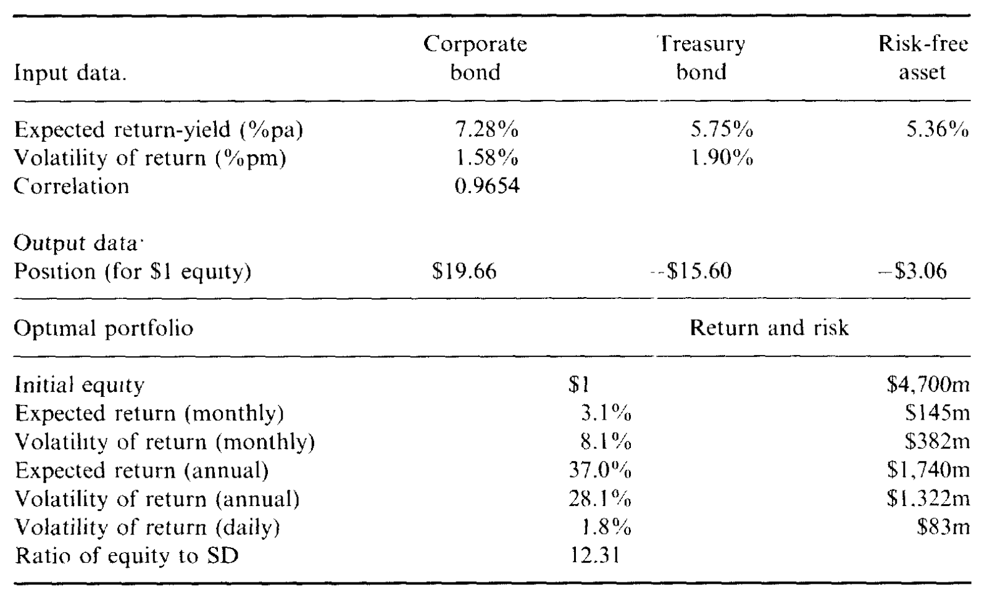 Corporate Treasury Risk-free
Input data. bond bond asset
Expected return-yield (%pa) 7.28% 5.75% 5.36%
Volatility of return (%pm) 1.58% 1.90%
Correlation 0.9654
Output data:
Position (for $1 equity) $19.66 −$15.60 −$3.06
Optimal portfolio Return and risk
Initial equity $1 $4,700m
Expected return (monthly) 3.1% $145m
Volatility of return (monthly) 8.1% $382m
Expected return (annual) 37.0% $1,740m
Volatility of return (annual) 28.1% $1,322m
Volatility of return (daily) 1.8% $83m
Ratio of equity to SD 12.31